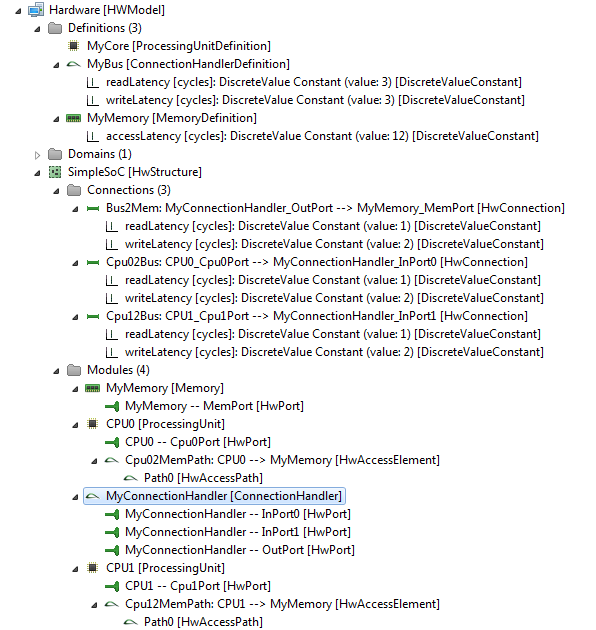 Hardware [HWModel]
Definitions (3)
MyCore [ProcessingUnitDefinition]
MyBus [ConnectionHandlerDefinition]
readLatency [cycles]: DiscreteValue Constant (value: 3) [DiscreteValueConstant]
writeLatency [cycles]: DiscreteValue Constant (value: 3) [DiscreteValueConstant]
MyMemory [MemoryDefinition]
accessLatency [cycles]: DiscreteValue Constant (value: 12) [DiscreteValueConstant]
Domains (1)
SimpleSoC [HwStructure]
Connections (3)
Bus2Mem: MyConnectionHandler_OutPort --> MyMemory_MemPort [HwConnection]
readLatency [cycles]: DiscreteValue Constant (value: 1) [DiscreteValueConstant]
writeLatency [cycles]: DiscreteValue Constant (value: 2) [DiscreteValueConstant]
Cpu02Bus: CPU0_Cpu0Port --> MyConnectionHandler_InPort0 [HwConnection]
readLatency [cycles]: DiscreteValue Constant (value: 1) [DiscreteValueConstant]
writeLatency [cycles]: DiscreteValue Constant (value: 2) [DiscreteValueConstant]
Cpu12Bus: CPU1_Cpu1Port --> MyConnectionHandler_InPort1 [HwConnection]
readLatency [cycles]: DiscreteValue Constant (value: 1) [DiscreteValueConstant]
writeLatency [cycles]: DiscreteValue Constant (value: 2) [DiscreteValueConstant]
Modules (4)
MyMemory [Memory]
MyMemory -- MemPort [HwPort]
CPU0 [ProcessingUnit]
CPU0 -- Cpu0Port [HwPort]
Cpu02MemPath: CPU0 --> MyMemory [HwAccessElement]
Path0 [HwAccessPath]
MyConnectionHandler [ConnectionHandler]
MyConnectionHandler -- InPort0 [HwPort]
MyConnectionHandler -- InPort1 [HwPort]
MyConnectionHandler -- OutPort [HwPort]
CPU1 [ProcessingUnit]
CPU1 -- Cpu1Port [HwPort]
Cpu12MemPath: CPU1 --> MyMemory [HwAccessElement]
Path0 [HwAccessPath]